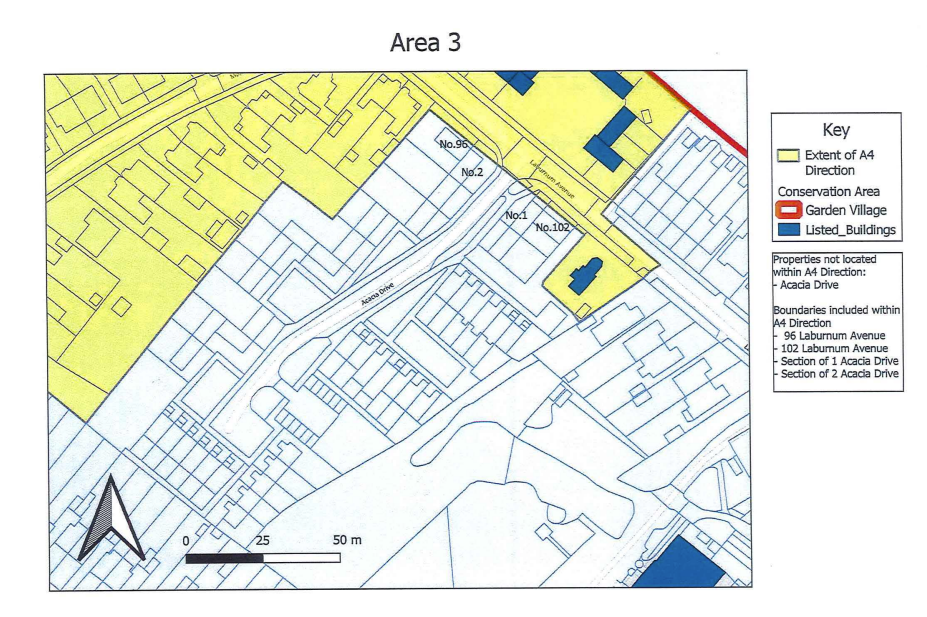 Area 3
No.96
No.2
Laburnum Avenue
No.1
No.102
Acacia Drive
0 25 50 m
Key
Extent of A4
Direction
Conservation Area
Garden Village
Listed_Buildings
Properties not located
within A4 Direction:
- Acacia Drive
Boundaries included within
A4 Direction
- 96 Laburnum Avenue
- 102 Laburnum Avenue
- Section of 1 Acacia Drive
- Section of 2 Acacia Drive